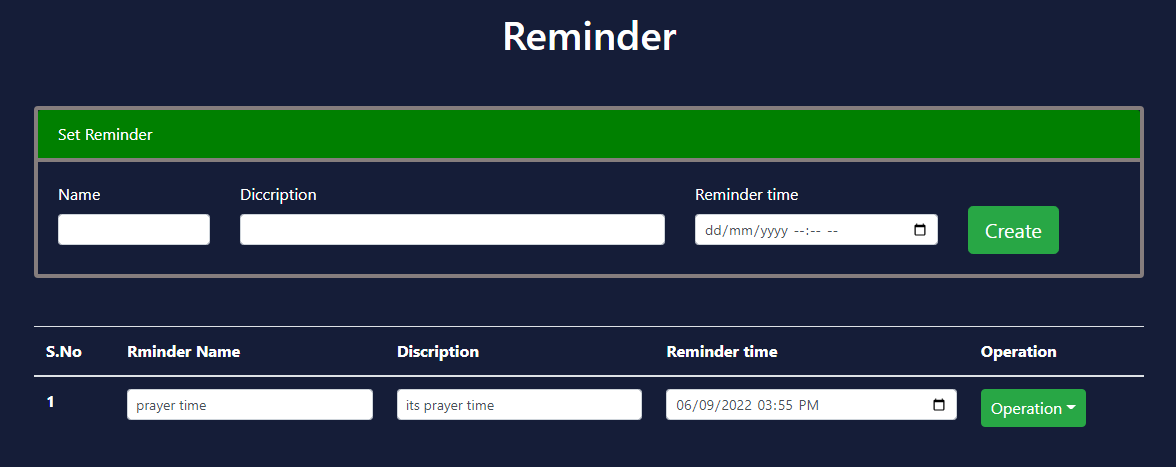 Reminder
Set Reminder
Name Diccription Reminder time
dd/mm/yyyy --:-- --
Create
S.No Rminder Name Discription Reminder time Operation
1 prayer time its prayer time 06/09/2022 03:55 PM Operation